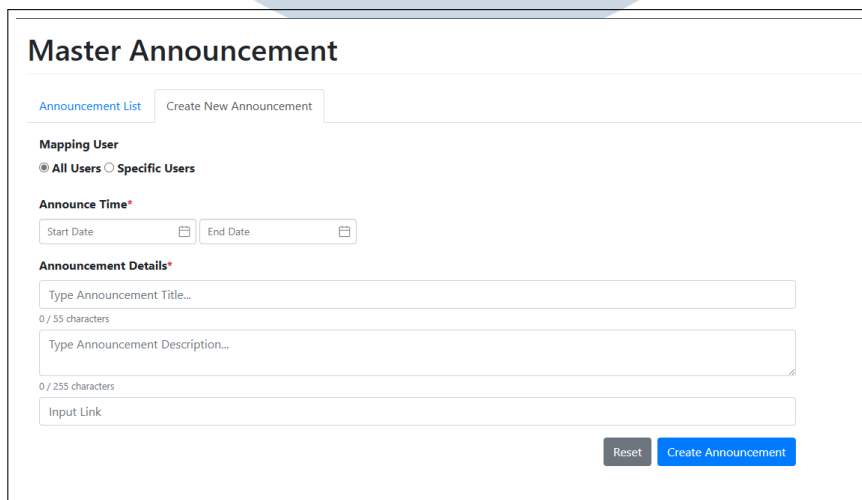 Master Announcement
Announcement List Create New Announcement
Mapping User
All Users Specific Users
Announce Time*
Start Date End Date
Announcement Details*
Type Announcement Title...
0 / 55 characters
Type Announcement Description...
0 / 255 characters
Input Link
Reset Create Announcement